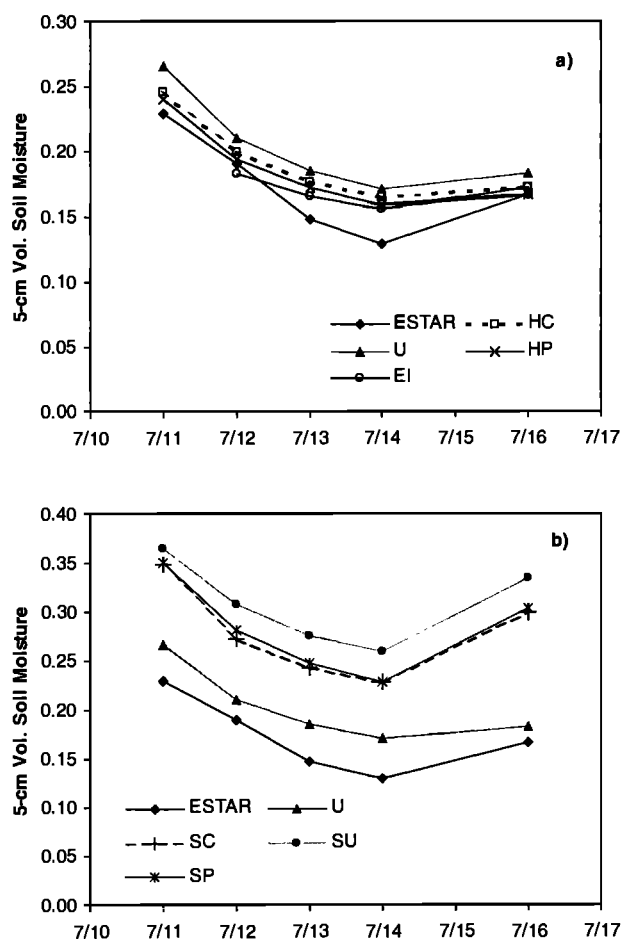 a)
0.30
0.25
0.20
0.15
0.10
0.05
0.00
5-cm Vol. Soil Moisture
ESTAR HC
U HP
EI
7/10 7/11 7/12 7/13 7/14 7/15 7/16 7/17
b)
0.40
0.35
0.30
0.25
0.20
0.15
0.10
0.05
0.00
5-cm Vol. Soil Moisture
ESTAR U
SC SU
SP
7/10 7/11 7/12 7/13 7/14 7/15 7/16 7/17